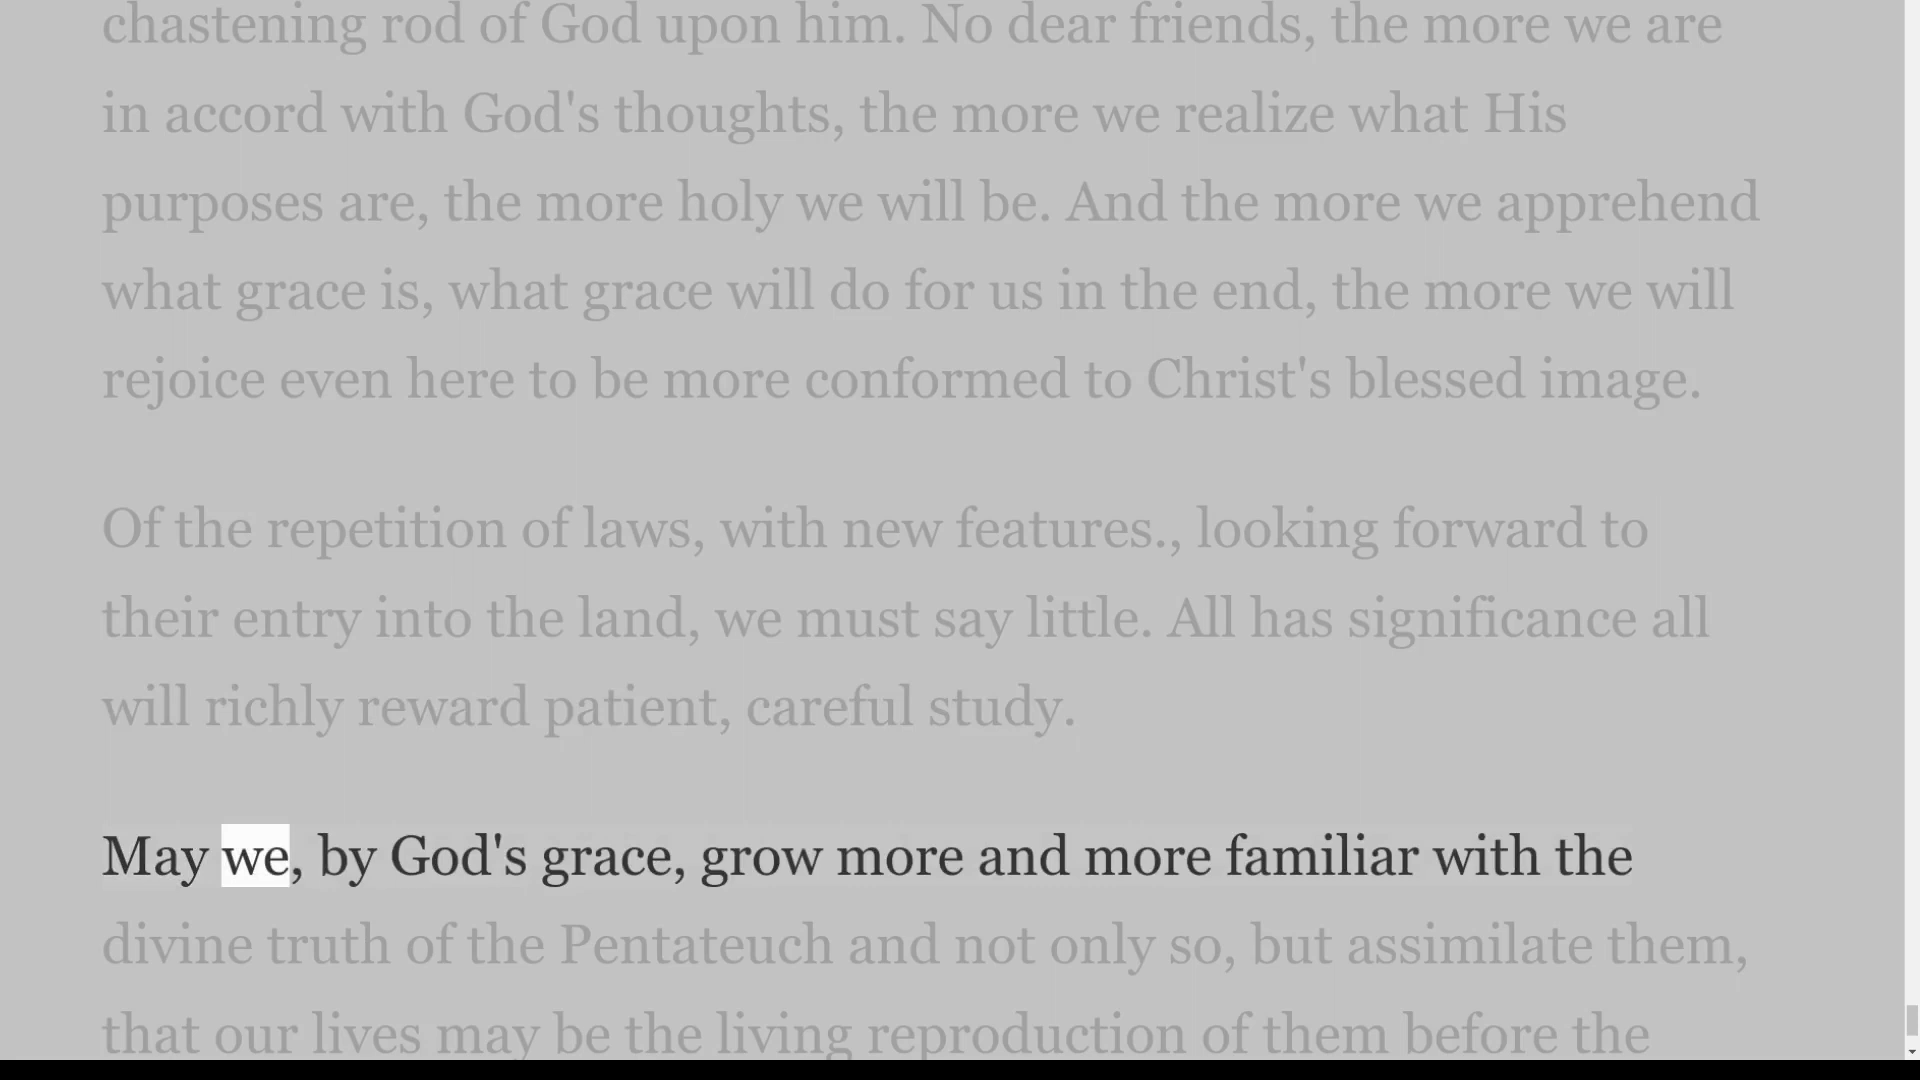 chastening rod of God upon him. No dear friends, the more we are
in accord with God's thoughts, the more we realize what His
purposes are, the more holy we will be. And the more we apprehend
what grace is, what grace will do for us in the end, the more we will
rejoice even here to be more conformed to Christ's blessed image.
Of the repetition of laws, with new features., looking forward to
their entry into the land, we must say little. All has significance all
will richly reward patient, careful study.
May we, by God's grace, grow more and more familiar with the
divine truth of the Pentateuch and not only so, but assimilate them,
that our lives may be the living reproduction of them before the